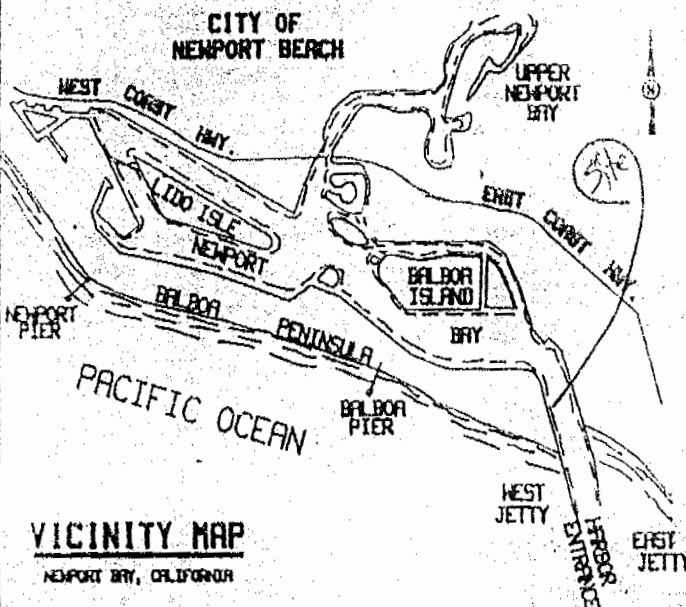 CITY OF
NEWPORT BEACH
UPPER
NEWPORT
BAY
N
WEST COAST HWY.
Site
EAST COAST HWY.
LIDO ISLE
NEWPORT
BALBOA
ISLAND
BAY
NEWPORT
PIER
BALBOA PENINSULA
BALBOA
PIER
PACIFIC OCEAN
WEST
JETTY
HARBOR
ENTRANCE
EAST
JETTY
VICINITY MAP
NEWPORT BAY, CALIFORNIA